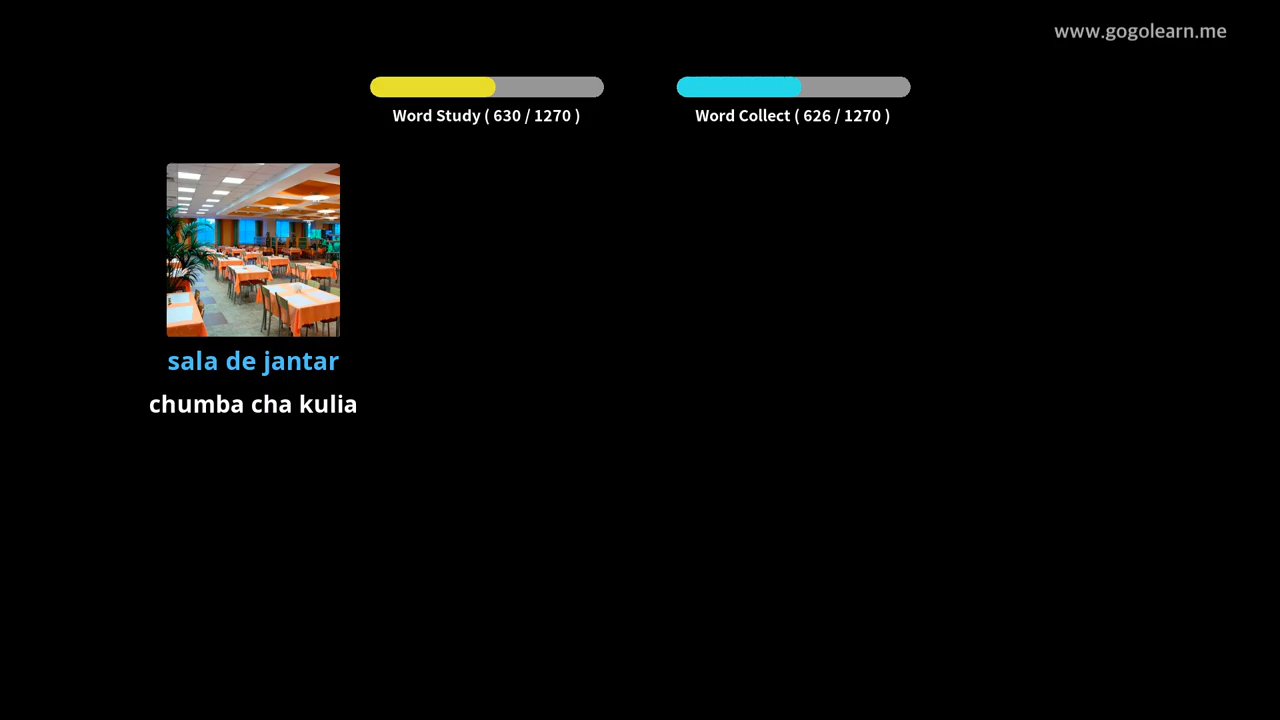 www.gogolearn.me
Word Study ( 630 / 1270 )
Word Collect ( 626 / 1270 )
sala de jantar
chumba cha kulia